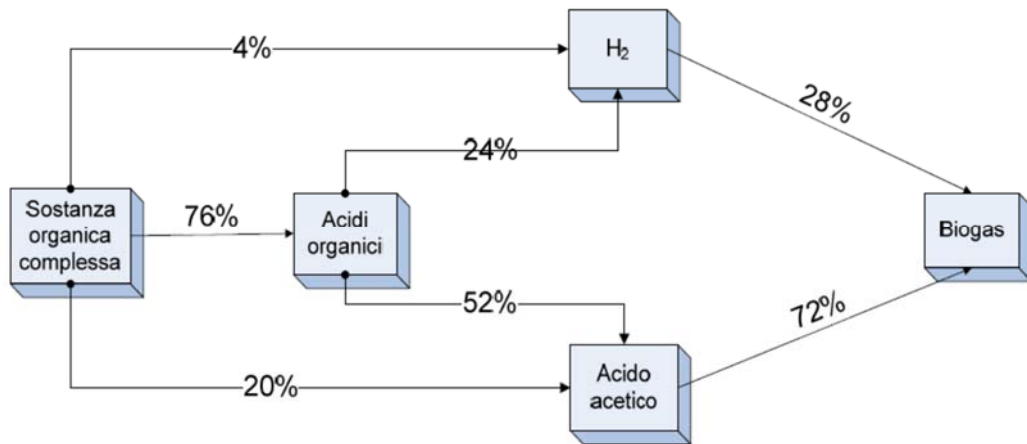 4%
H₂
28%
24%
Sostanza
organica
complessa
76%
Acidi
organici
Biogas
52%
72%
20%
Acido
acetico